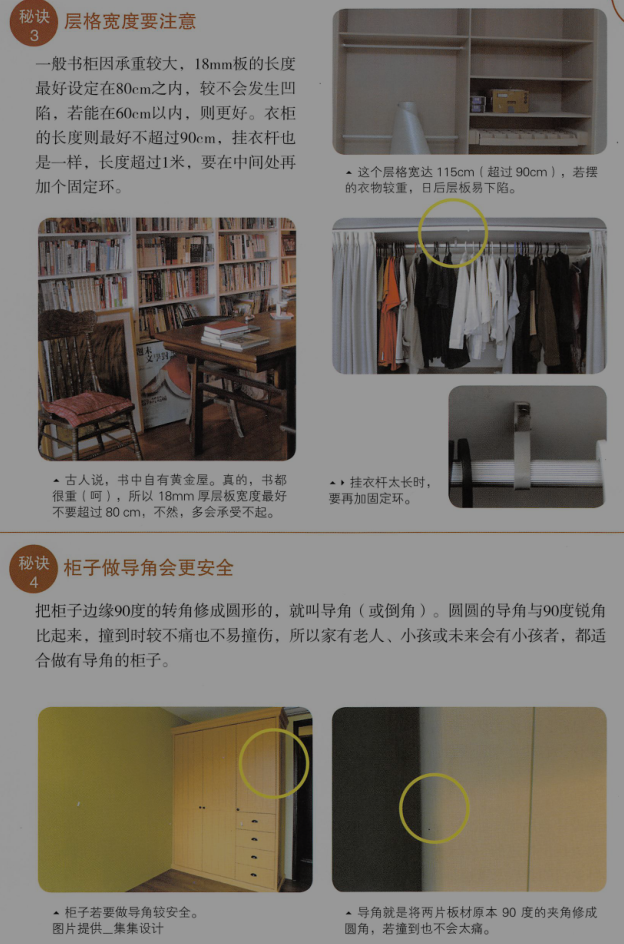 秘诀
3
层格宽度要注意
一般书柜因承重较大，18mm板的长度
最好设定在80cm之内，较不会发生凹
陷，若能在60cm以内，则更好。衣柜
的长度则最好不超过90cm，挂衣杆也
是一样，长度超过1米，要在中间处再
加个固定环。
这个层格宽达 115cm（超过 90cm），若摆
的衣物较重，日后层板易下陷。
古人说，书中自有黄金屋。真的，书都
很重（呵），所以 18mm 厚层板宽度最好
不要超过 80 cm，不然，多会承受不起。
挂衣杆太长时，
要再加固定环。
秘诀
4
柜子做导角会更安全
把柜子边缘90度的转角修成圆形的，就叫导角（或倒角）。圆圆的导角与90度锐角
比起来，撞到时较不痛也不易撞伤，所以家有老人、小孩或未来会有小孩者，都适
合做有导角的柜子。
柜子若要做导角较安全。
图片提供__集集设计
导角就是将两片板材原本 90 度的夹角修成
圆角，若撞到也不会太痛。